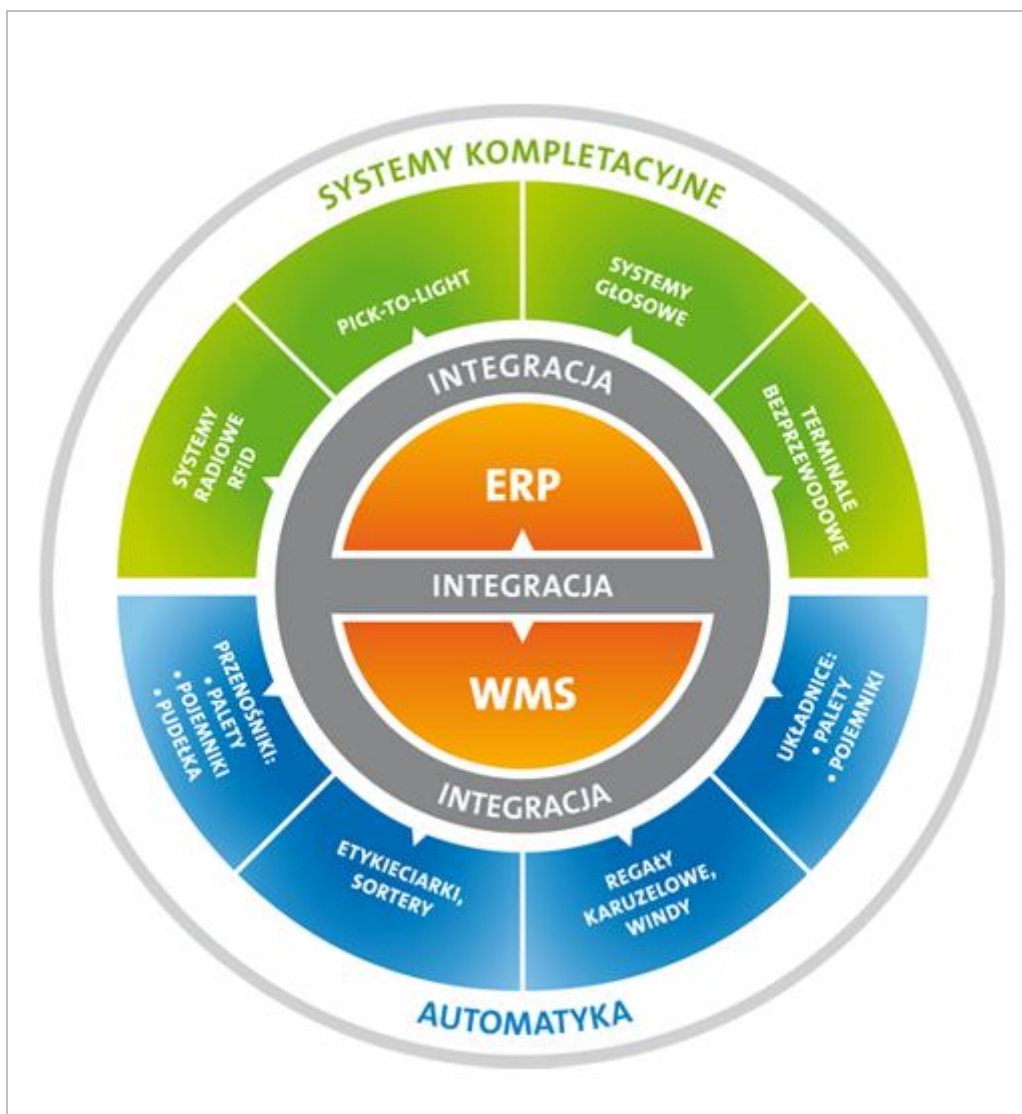 SYSTEMY KOMPLETACYJNE
PICK-TO-LIGHT
SYSTEMY
GŁOSOWE
SYSTEMY
RADIOWE
RFID
TERMINALE
BEZPRZEWODOWE
INTEGRACJA
ERP
INTEGRACJA
WMS
INTEGRACJA
PRZENOŚNIKI:
• PALETY
• POJEMNIKI
• PUDEŁKA
UKŁADNICE:
• PALETY
• POJEMNIKI
ETYKIECIARKI,
SORTERY
REGAŁY
KARUZELOWE,
WINDY
AUTOMATYKA